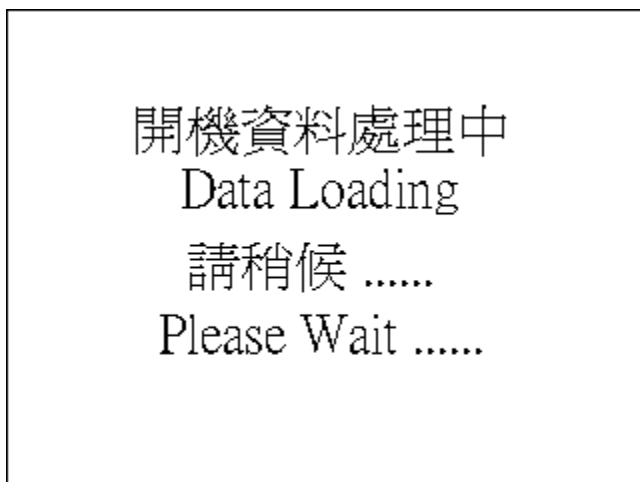 開機資料處理中
Data Loading
請稍候 ......
Please Wait ......